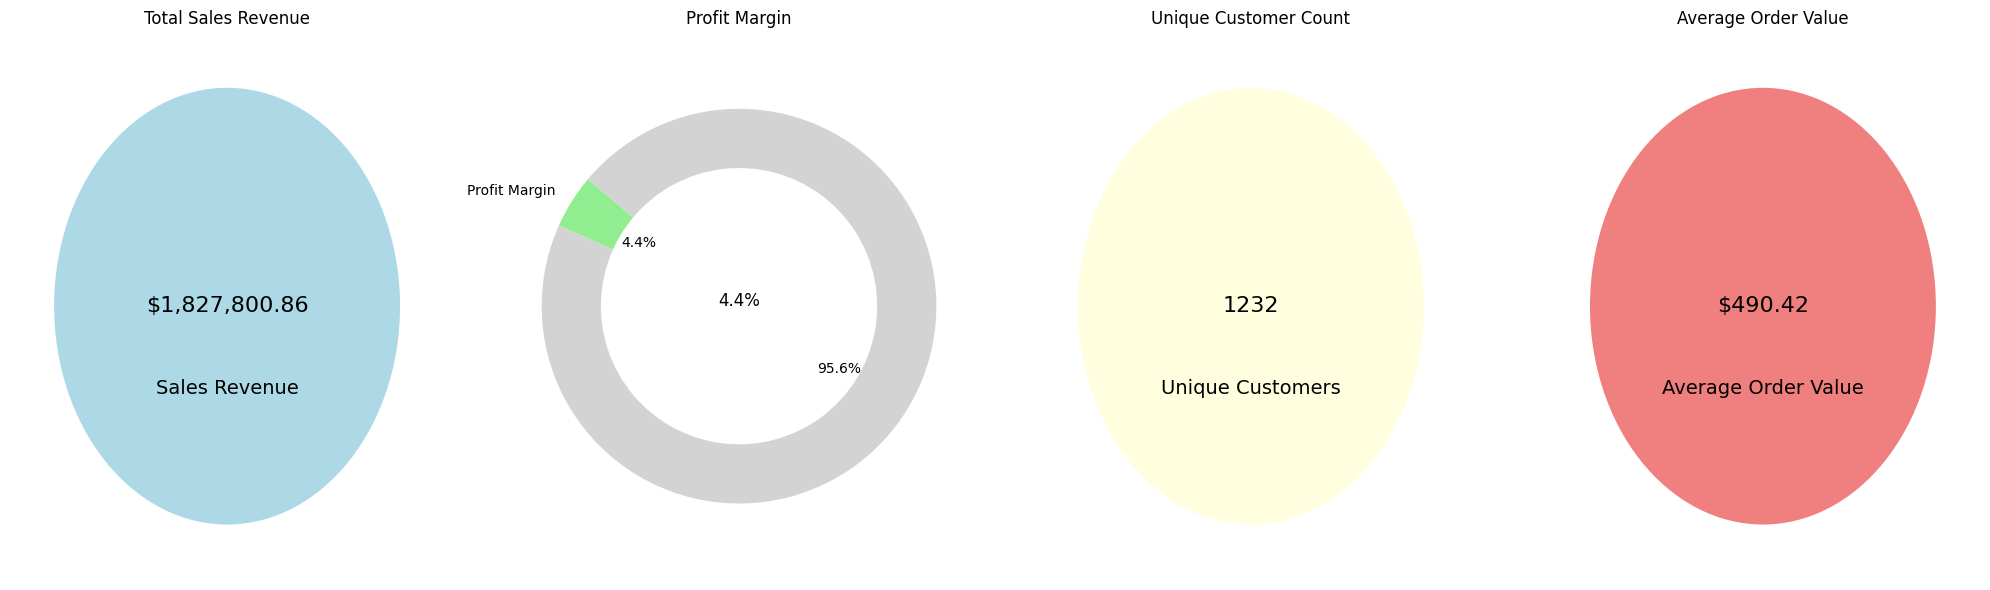 Total Sales Revenue
$1,827,800.86
Sales Revenue
Profit Margin
Profit Margin
4.4%
4.4%
95.6%
Unique Customer Count
1232
Unique Customers
Average Order Value
$490.42
Average Order Value